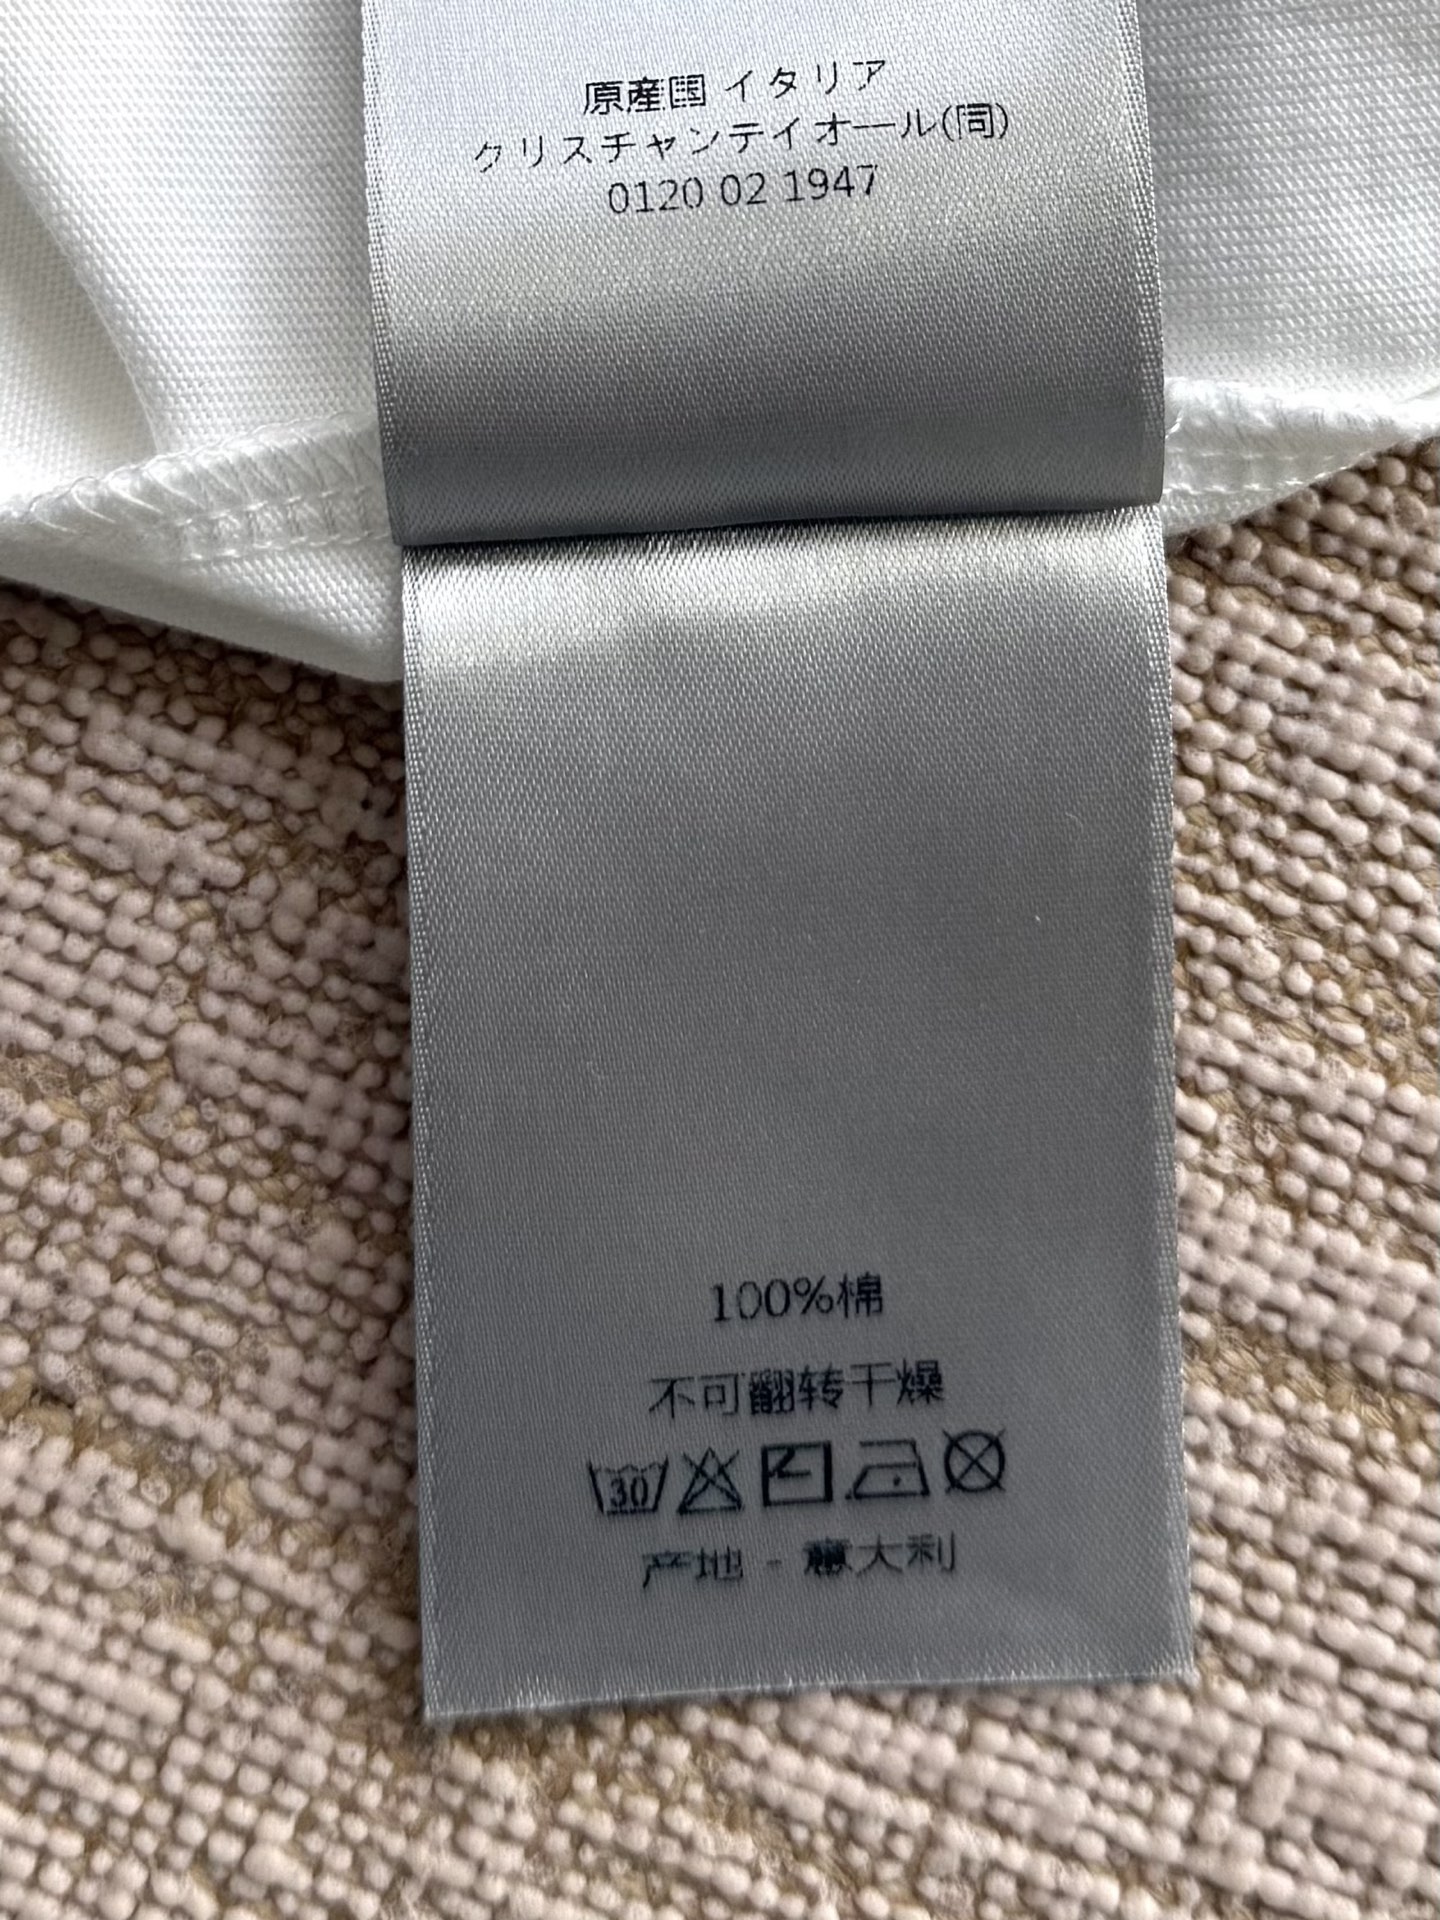 原産国 イタリア
クリスチャンディオール(同)
0120 02 1947
100%棉
不可翻转干燥
30
产地 - 意大利